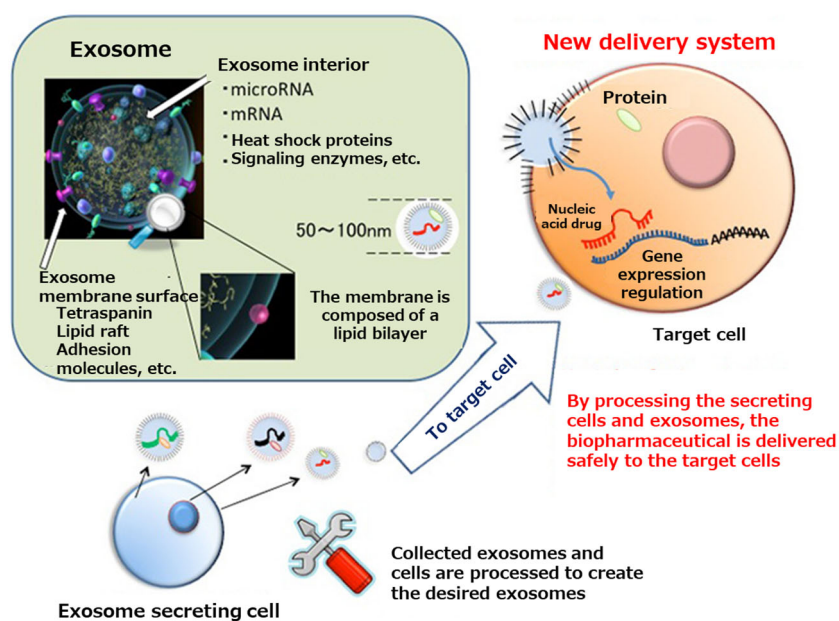 Exosome
Exosome interior
・microRNA
・mRNA
・Heat shock proteins
・Signaling enzymes, etc.
50～100nm
Exosome
membrane surface
Tetraspanin
Lipid raft
Adhesion
molecules, etc.
The membrane is
composed of a
lipid bilayer
New delivery system
Protein
Nucleic
acid drug
Gene
expression
regulation
Target cell
To target cell
By processing the secreting
cells and exosomes, the
biopharmaceutical is delivered
safely to the target cells
Collected exosomes and
cells are processed to create
the desired exosomes
Exosome secreting cell